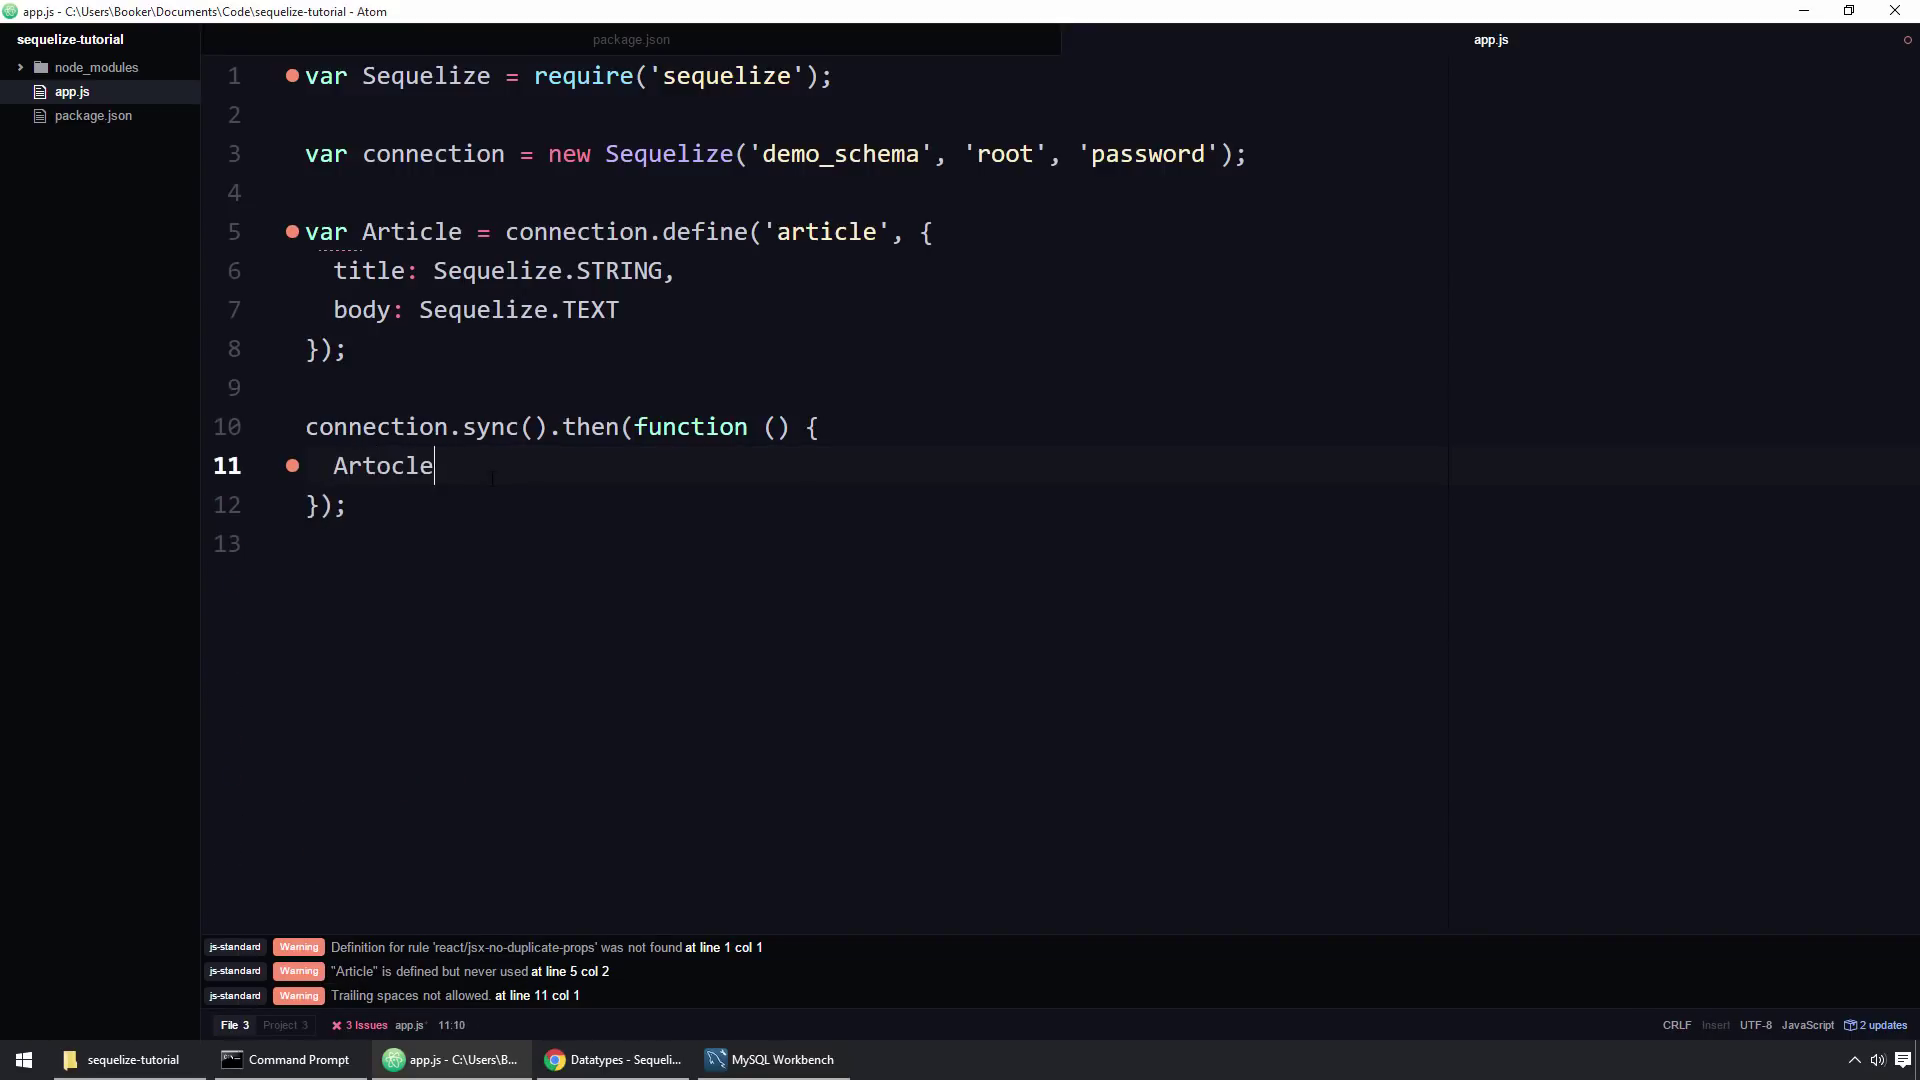 app.js - C:\Users\Booker\Documents\Code\sequelize-tutorial - Atom
sequelize-tutorial
node_modules
app.js
package.json
package.json
app.js
1 var Sequelize = require('sequelize');
2
3 var connection = new Sequelize('demo_schema', 'root', 'password');
4
5 var Article = connection.define('article', {
6 title: Sequelize.STRING,
7 body: Sequelize.TEXT
8 });
9
10 connection.sync().then(function () {
11 Artocle
12 });
13
js-standard Warning Definition for rule 'react/jsx-no-duplicate-props' was not found at line 1 col 1
js-standard Warning "Article" is defined but never used at line 5 col 2
js-standard Warning Trailing spaces not allowed. at line 11 col 1
File 3 Project 3 3 Issues app.js* 11:10 CRLF Insert UTF-8 JavaScript 2 updates
sequelize-tutorial Command Prompt app.js - C:\Users\B... Datatypes - Sequeli... MySQL Workbench